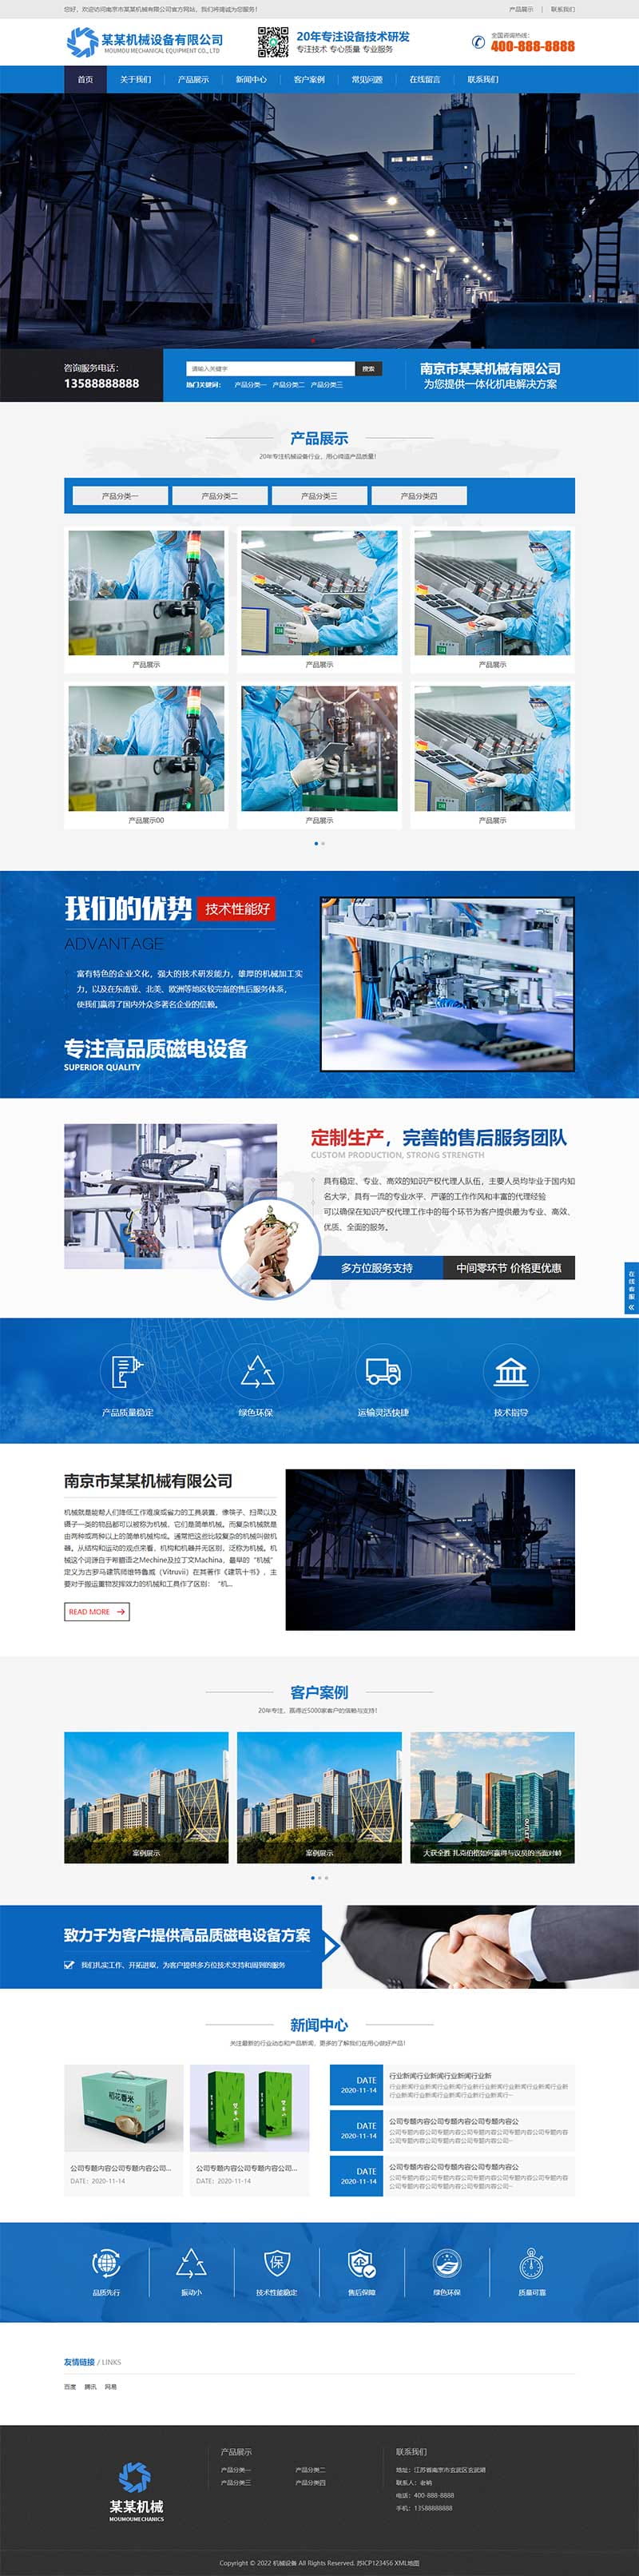 您好，欢迎访问南京市某某机械有限公司官方网站，我们将竭诚为您服务！
产品展示 | 联系我们
某某机械设备有限公司
MOUMOU MECHANICAL EQUIPMENT CO.,LTD
20年专注设备技术研发
专注技术 专心质量 专业服务
全国咨询热线：
400-888-8888
首页 关于我们 产品展示 新闻中心 客户案例 常见问题 在线留言 联系我们
咨询服务电话：
13588888888
请输入关键字
搜索
热门关键词： 产品分类一 产品分类二 产品分类三
南京市某某机械有限公司
为您提供一体化机电解决方案
产品展示
20年专注机械设备行业，用心缔造产品质量！
产品分类一 产品分类二 产品分类三 产品分类四
产品展示 产品展示 产品展示
产品展示00 产品展示 产品展示
我们的优势 技术性能好
ADVANTAGE
富有特色的企业文化，强大的技术研发能力，雄厚的机械加工实
力，以及在东南亚、北美、欧洲等地区较完备的售后服务体系，
使我们赢得了国内外众多著名企业的信赖。
专注高品质磁电设备
SUPERIOR QUALITY
定制生产，完善的售后服务团队
CUSTOM PRODUCTION, STRONG STRENGTH
具有稳定、专业、高效的知识产权代理人队伍，主要人员均毕业于国内知
名大学，具有一流的专业水平、严谨的工作作风和丰富的代理经验
可以确保在知识产权代理工作中的每个环节为客户提供最为专业、高效、
优质、全面的服务。
多方位服务支持
中间零环节 价格更优惠
在线客服
产品质量稳定 绿色环保 运输灵活快捷 技术指导
南京市某某机械有限公司
机械就是能帮人们降低工作难度或省力的工具装置，像筷子、扫帚以及
镊子一类的物品都可以被称为机械，它们是简单机械。而复杂机械就是
由两种或两种以上的简单机械构成。通常把这些比较复杂的机械叫做机
器。从结构和运动的观点来看，机构和机器并无区别，泛称为机械。机
械这个词源自于希腊语之Mechine及拉丁文Machina，最早的“机械”
定义为古罗马建筑师维特鲁威（Vitruvii）在其著作《建筑十书》，主
要对于搬运重物发挥效力的机械和工具作了区别：“机...
READ MORE
客户案例
20年专注，赢得近5000家客户的信赖与支持！
案例展示
案例展示
大获全胜 扎克伯格如何赢得与议员的当面对峙
致力于为客户提供高品质磁电设备方案
我们扎实工作、开拓进取，为客户提供多方位技术支持和周到的服务
新闻中心
关注最新的行业动态和产品新闻，更多的了解我们在用心做好产品！
稻花香米
公司专题内容公司专题内容公司...
DATE：2020-11-14
公司专题内容公司专题内容公司...
DATE：2020-11-14
DATE
2020-11-14
行业新闻行业新闻行业新闻行业新
行业新闻行业新闻行业新闻行业新闻行业新闻行业新闻行业新闻行业新
闻行业新闻行业新闻行业新闻行业新闻行业新闻行业新闻行~
DATE
2020-11-14
公司专题内容公司专题内容公司专题内容公
公司专题内容公司专题内容公司专题内容公司专题内容公司专题内容
公司专题内容公司专题内容公司专题内容公司~
DATE
2020-11-14
公司专题内容公司专题内容公司专题内容公
公司专题内容公司专题内容公司专题内容公司专题内容公司专题内容
公司专题内容公司专题内容公司专题内容公司~
品质先行 振动小 技术性能稳定 售后保障 绿色环保 质量可靠
友情链接 / LINKS
百度 腾讯 网易
某某机械
MOUMOUMECHANICS
产品展示
产品分类一 产品分类二
产品分类三 产品分类四
联系我们
地址：江苏省南京市玄武区玄武湖
联系人：老衲
电话：400-888-8888
手机：13588888888
Copyright © 2022 机械设备 All Rights Reserved. 苏ICP123456 XML地图